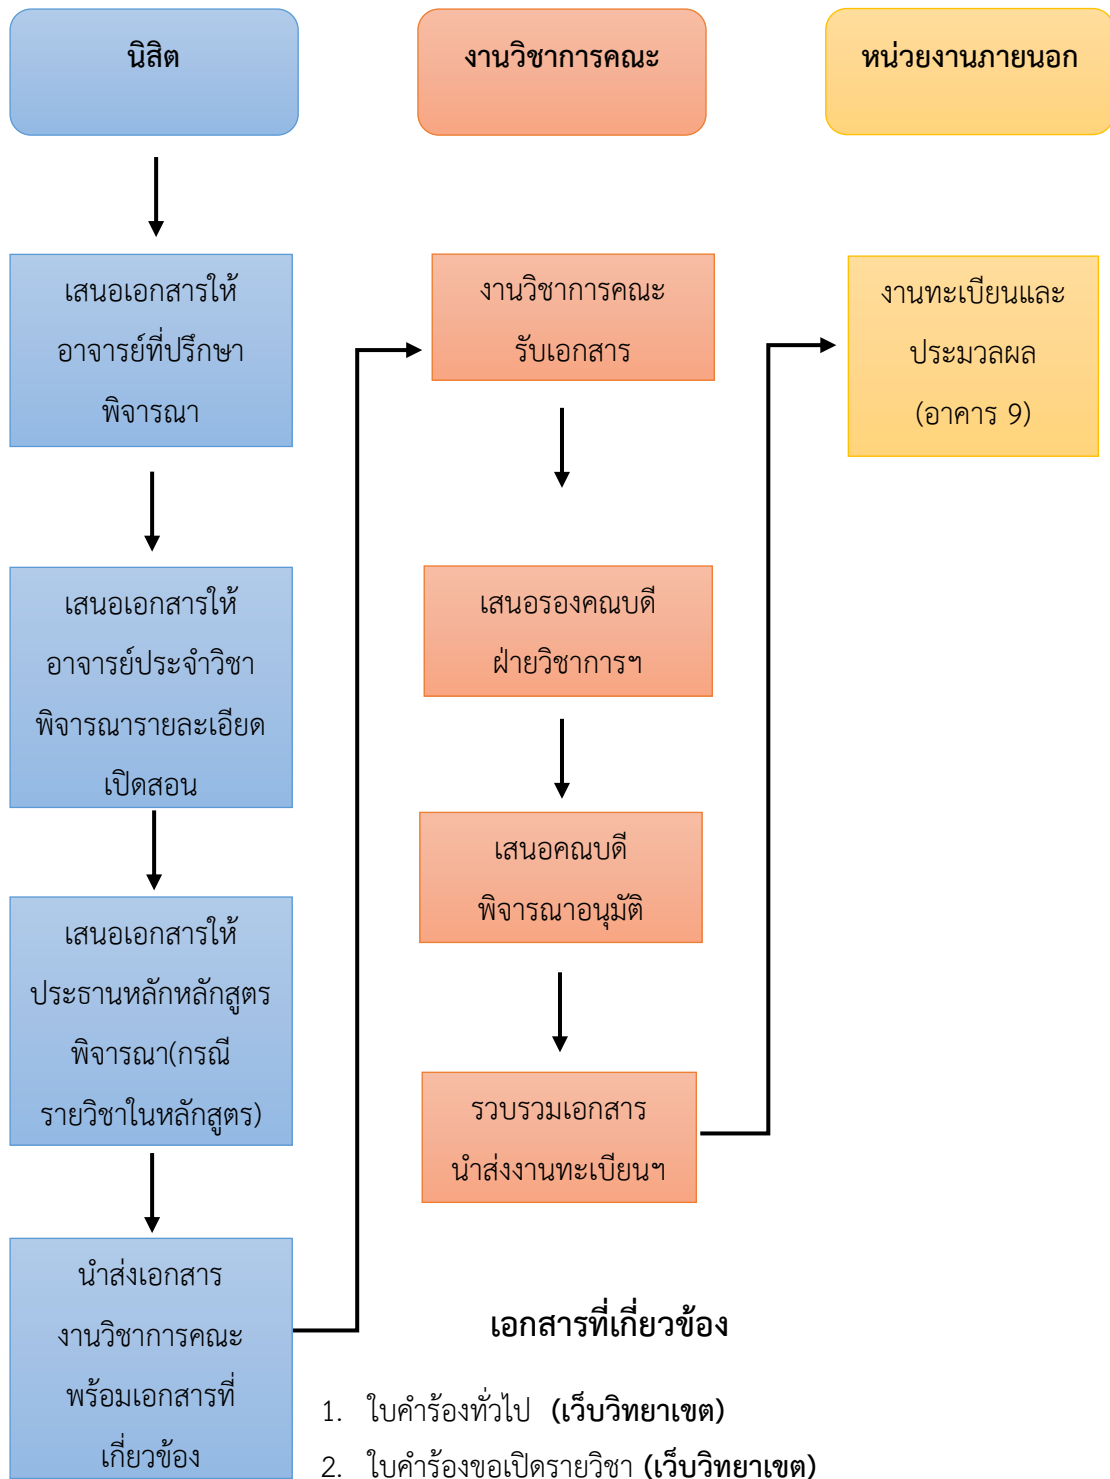 นิสิต
งานวิชาการคณะ
หน่วยงานภายนอก
เสนอเอกสารให้
อาจารย์ที่ปรึกษา
พิจารณา
เสนอเอกสารให้
อาจารย์ประจำวิชา
พิจารณารายละเอียด
เปิดสอน
เสนอเอกสารให้
ประธานหลักหลักสูตร
พิจารณา(กรณี
รายวิชาในหลักสูตร)
นำส่งเอกสาร
งานวิชาการคณะ
พร้อมเอกสารที่
เกี่ยวข้อง
งานวิชาการคณะ
รับเอกสาร
เสนอรองคณบดี
ฝ่ายวิชาการฯ
เสนอคณบดี
พิจารณาอนุมัติ
รวบรวมเอกสาร
นำส่งงานทะเบียนฯ
งานทะเบียนและ
ประมวลผล
(อาคาร 9)
เอกสารที่เกี่ยวข้อง
1. ใบคำร้องทั่วไป (เว็บวิทยาเขต)
2. ใบคำร้องขอเปิดรายวิชา (เว็บวิทยาเขต)